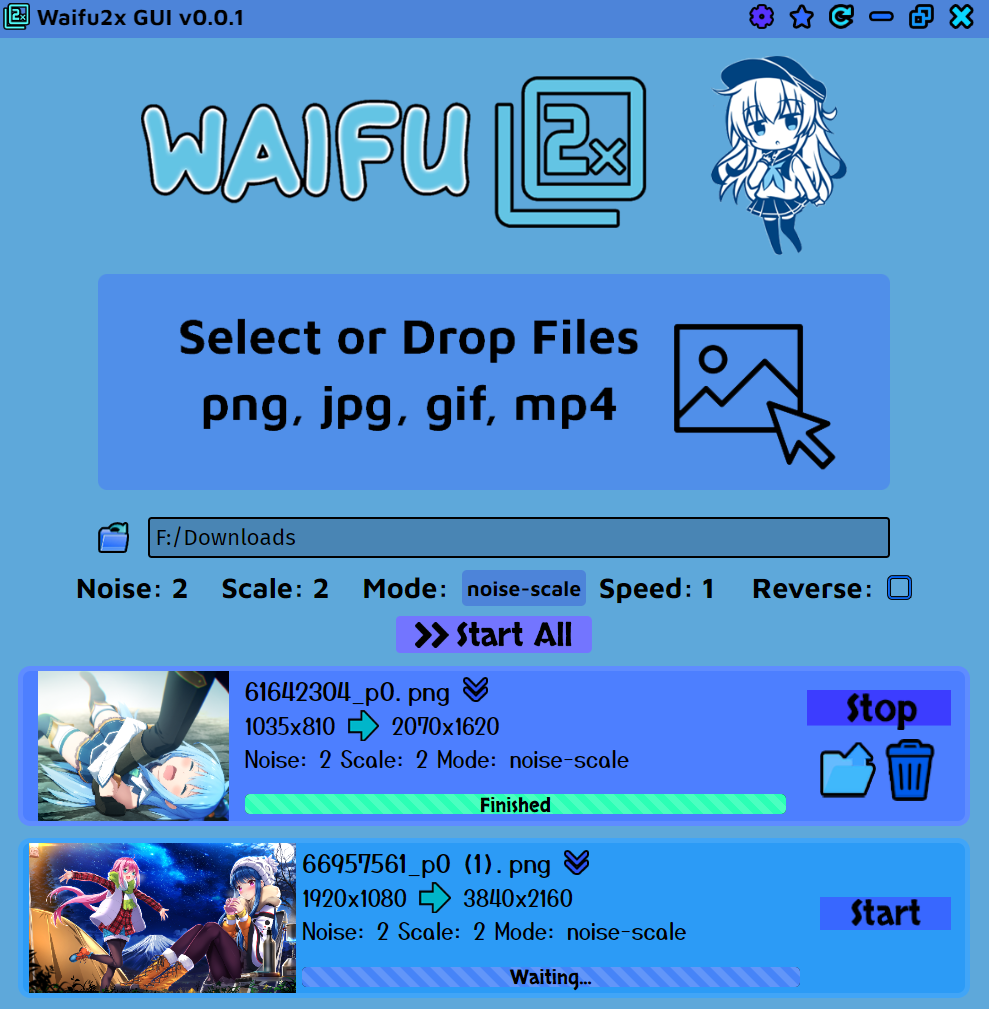 Waifu2x GUI v0.0.1
WAIFU 2x
Select or Drop Files
png, jpg, gif, mp4
F:/Downloads
Noise: 2 Scale: 2 Mode: noise-scale Speed: 1 Reverse:
Start All
61642304_p0.png
1035x810 2070x1620
Noise: 2 Scale: 2 Mode: noise-scale
Finished
Stop
66957561_p0 (1).png
1920x1080 3840x2160
Noise: 2 Scale: 2 Mode: noise-scale
Waiting...
Start